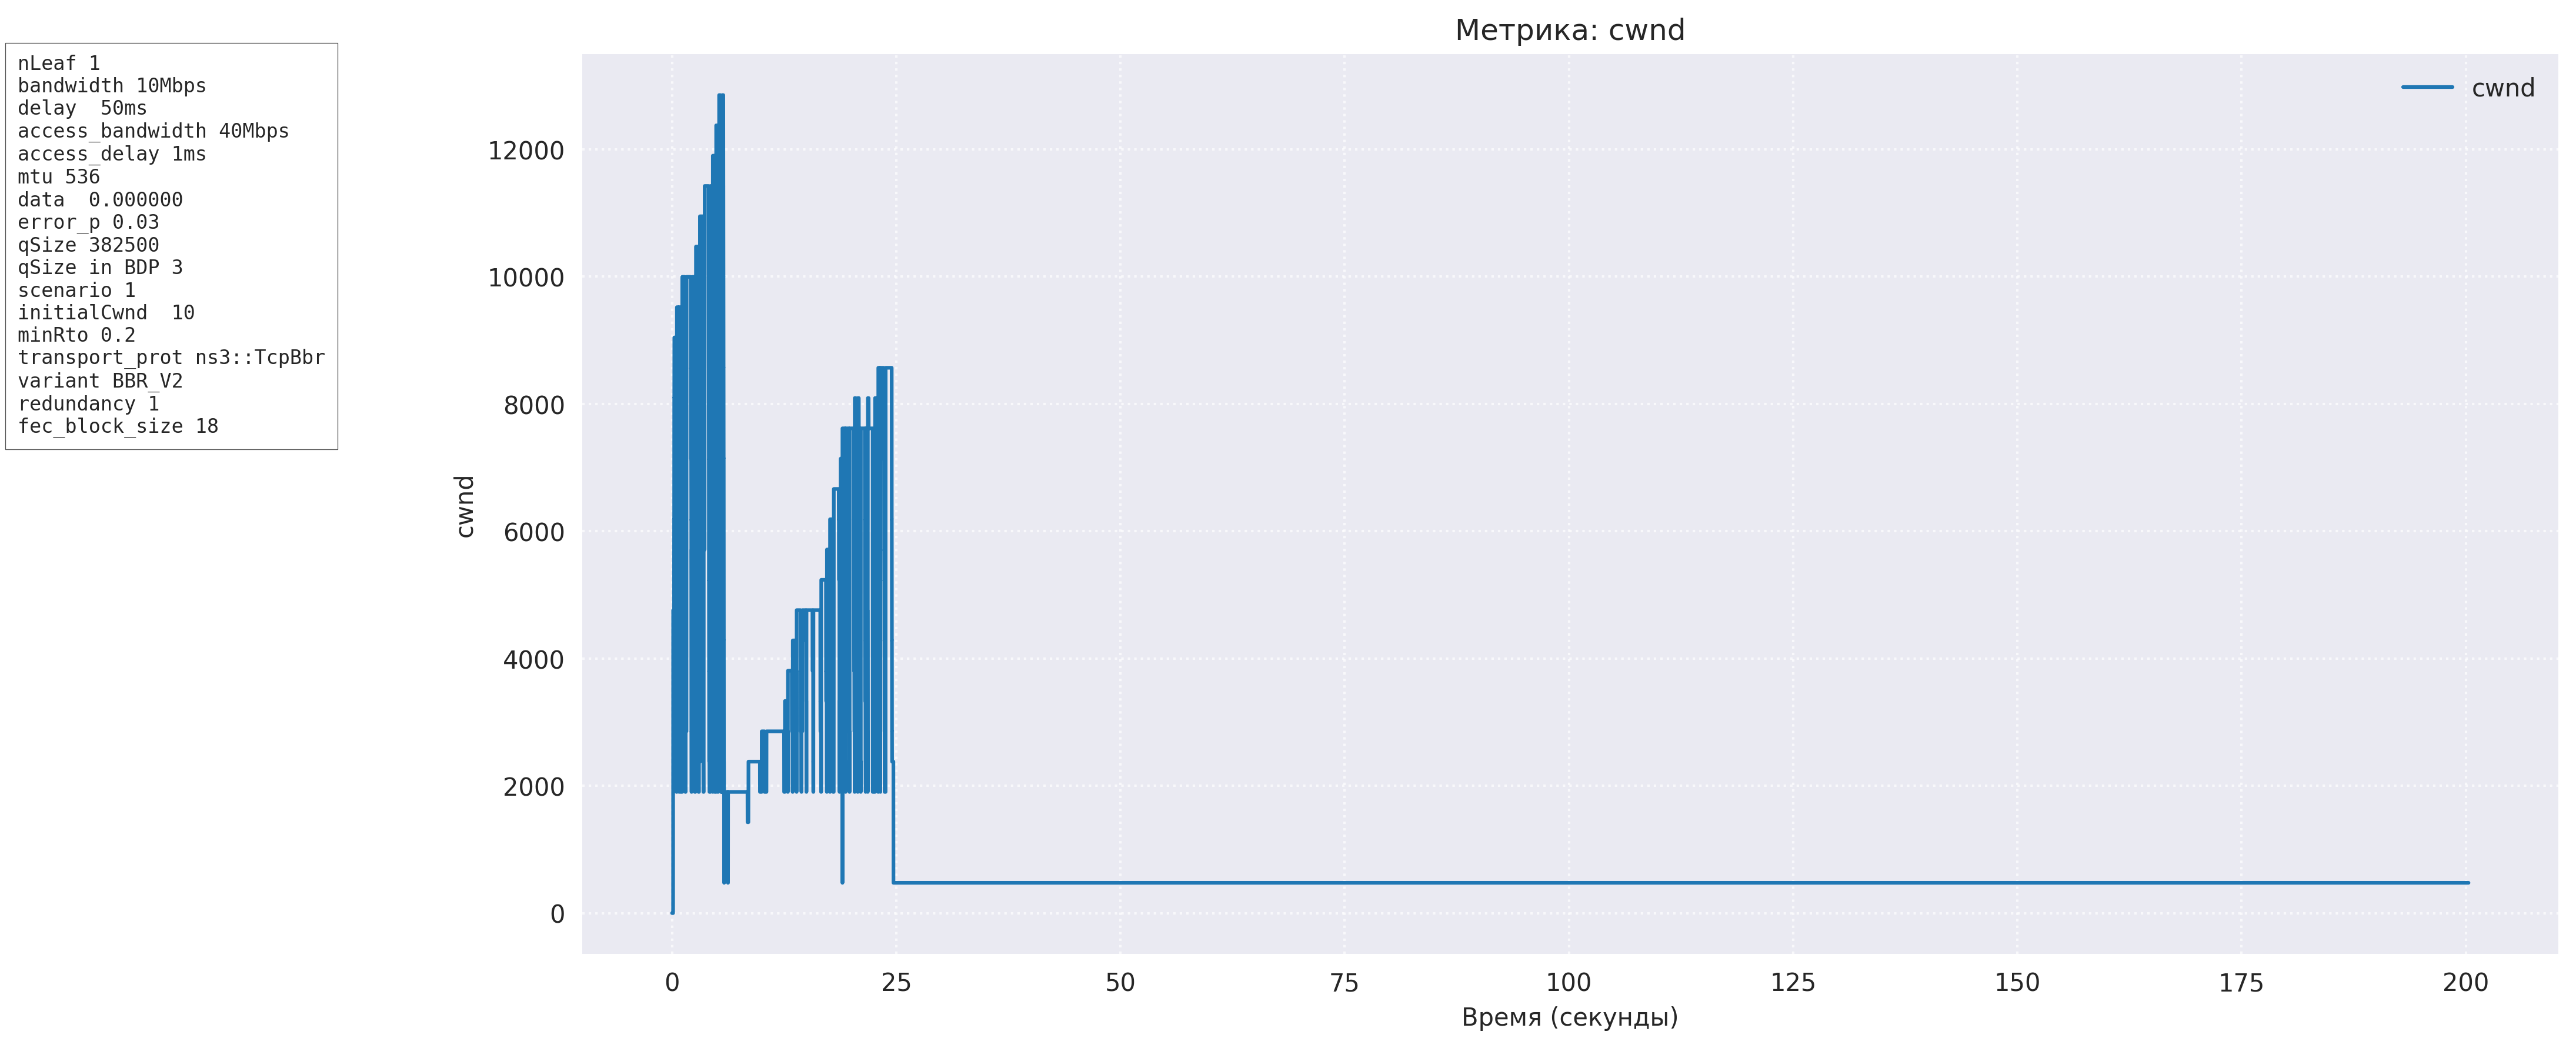 Метрика: cwnd
nLeaf 1
bandwidth 10Mbps
delay  50ms
access_bandwidth 40Mbps
access_delay 1ms
mtu 536
data  0.000000
error_p 0.03
qSize 382500
qSize in BDP 3
scenario 1
initialCwnd  10
minRto 0.2
transport_prot ns3::TcpBbr
variant BBR_V2
redundancy 1
fec_block_size 18
cwnd
12000
10000
8000
6000
4000
2000
0
cwnd
0 25 50 75 100 125 150 175 200
Время (секунды)